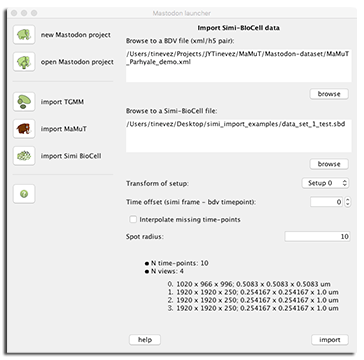 Mastodon launcher
new Mastodon project
open Mastodon project
import TGMM
import MaMuT
import Simi BioCell
?
Import Simi-BioCell data
Browse to a BDV file (xml/h5 pair):
/Users/tinevez/Projects/JYTinevez/MaMuT/Mastodon-dataset/MaMuT
_Parhyale_demo.xml
browse
Browse to a Simi-BioCell file:
/Users/tinevez/Desktop/simi_import_examples/data_set_1_test.sbd
browse
Transform of setup: Setup 0
Time offset (simi frame - bdv timepoint): 0
Interpolate missing time-points
Spot radius: 10
● N time-points: 10
● N views: 4
0. 1020 x 966 x 996; 0.5083 x 0.5083 x 0.5083 um
1. 1920 x 1920 x 250; 0.254167 x 0.254167 x 1.0 um
2. 1920 x 1920 x 250; 0.254167 x 0.254167 x 1.0 um
3. 1920 x 1920 x 250; 0.254167 x 0.254167 x 1.0 um
help import